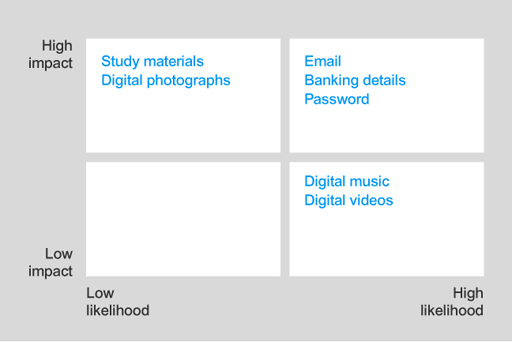 High
impact
Study materials
Digital photographs
Email
Banking details
Password
Digital music
Digital videos
Low
impact
Low
likelihood
High
likelihood